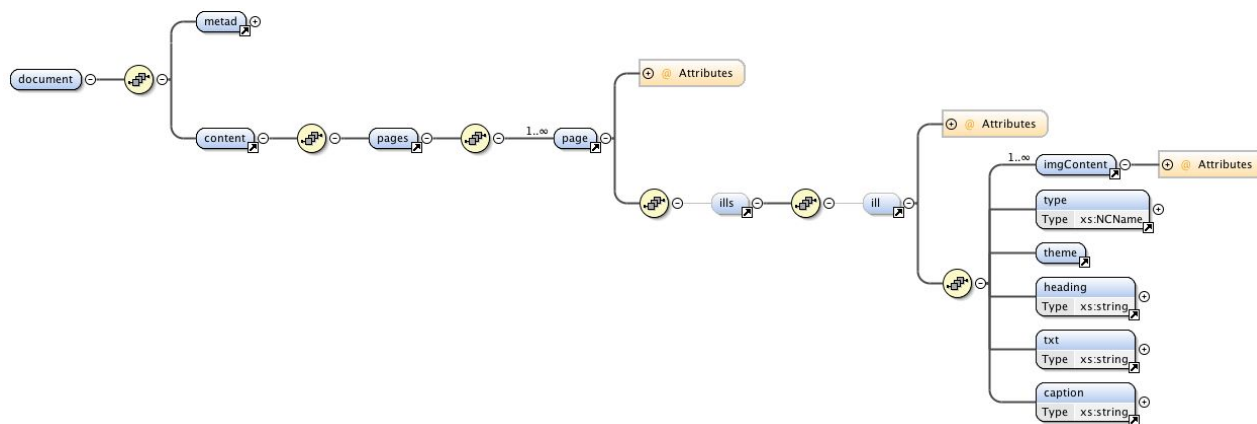 metad
document
@ Attributes
content
pages
1..∞
page
@ Attributes
1..∞
imgContent
@ Attributes
ills
ill
type
Type xs:NCName
theme
heading
Type xs:string
txt
Type xs:string
caption
Type xs:string